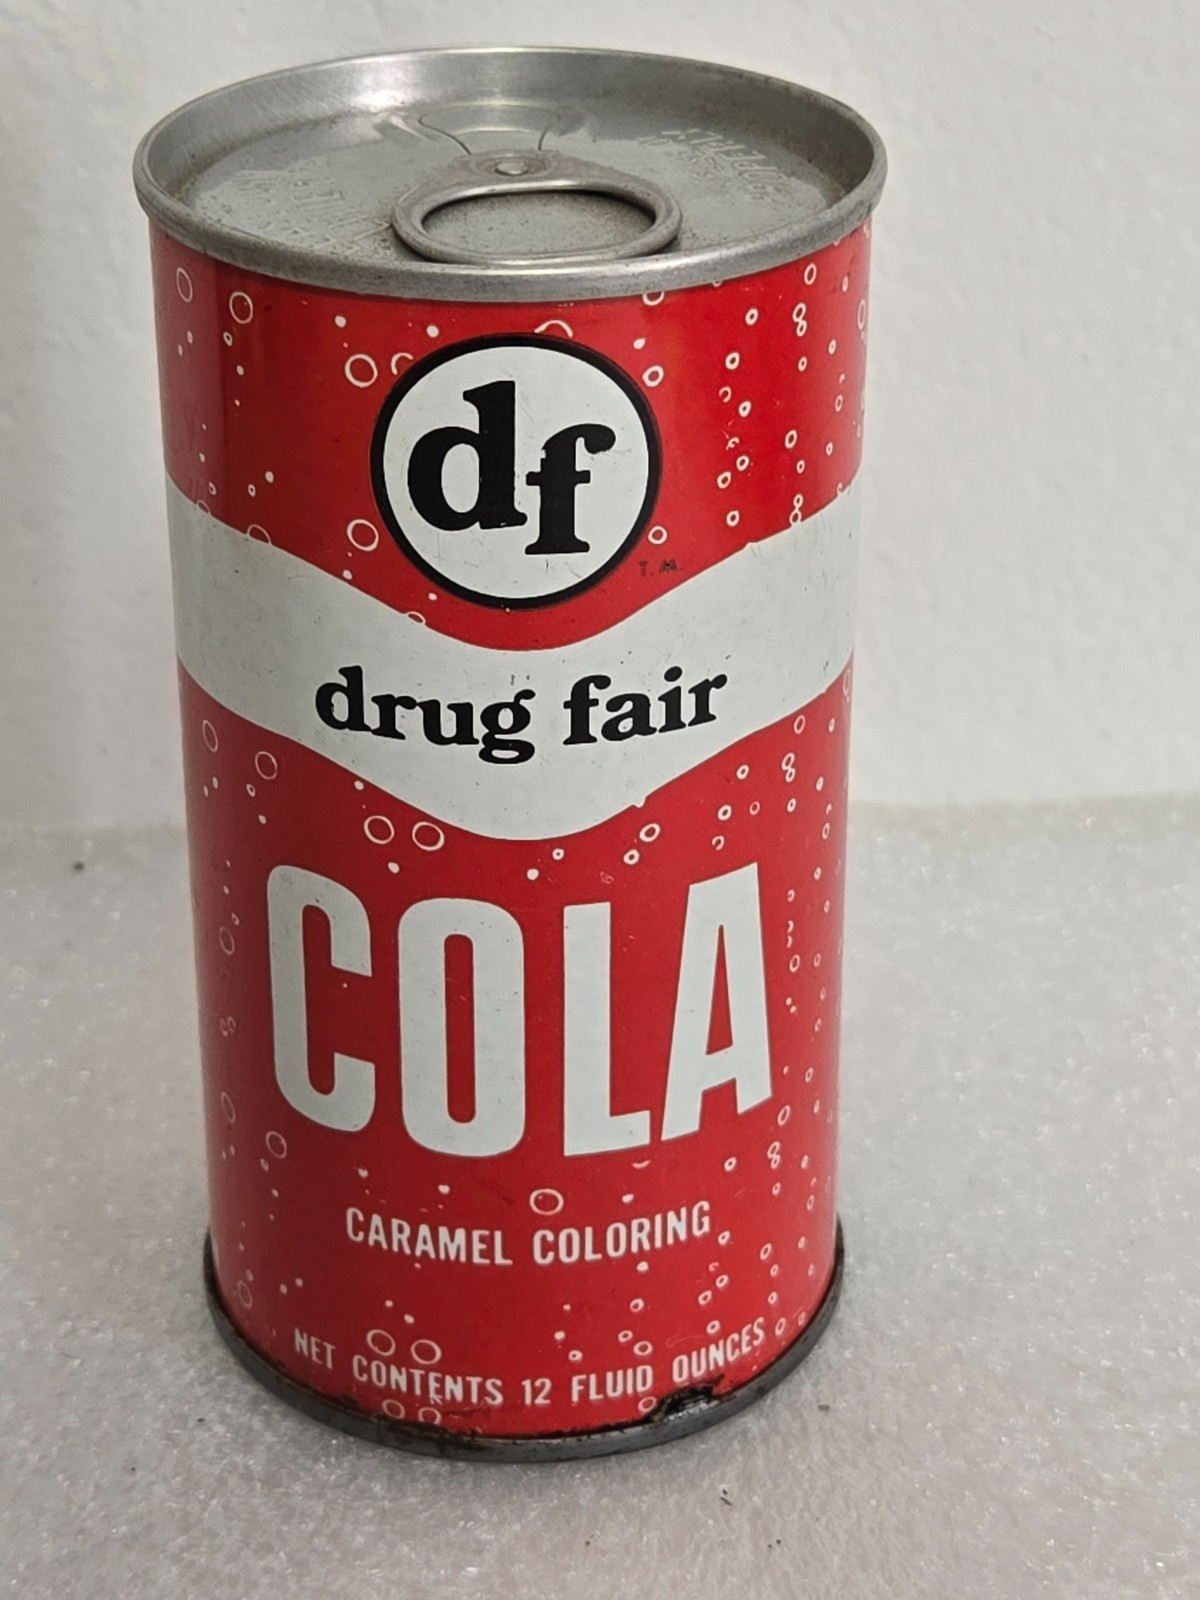 df
T.M.
drug fair
COLA
CARAMEL COLORING
NET CONTENTS 12 FLUID OUNCES